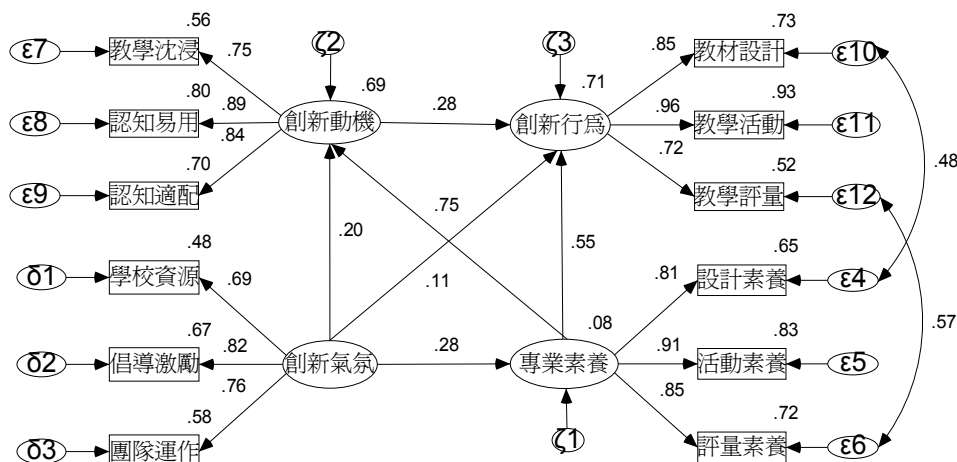 .56 ζ2 ζ3 .73
ε7 教學沈浸 .75 .85 教材設計 ε10
.80 .69 .71 .93
ε8 認知易用 .89 創新動機 .28 創新行為 .96 教學活動 ε11
.84 .72 .48
.70 .52
ε9 認知適配 教學評量 ε12
.75
.48 .20 .55 .65
δ1 學校資源 .69 .11 .81 設計素養 ε4
.67 .08 .83 .57
δ2 倡導激勵 .82 創新氣氛 .28 專業素養 .91 活動素養 ε5
.76 .85
.58 .72
δ3 團隊運作 ζ1 評量素養 ε6